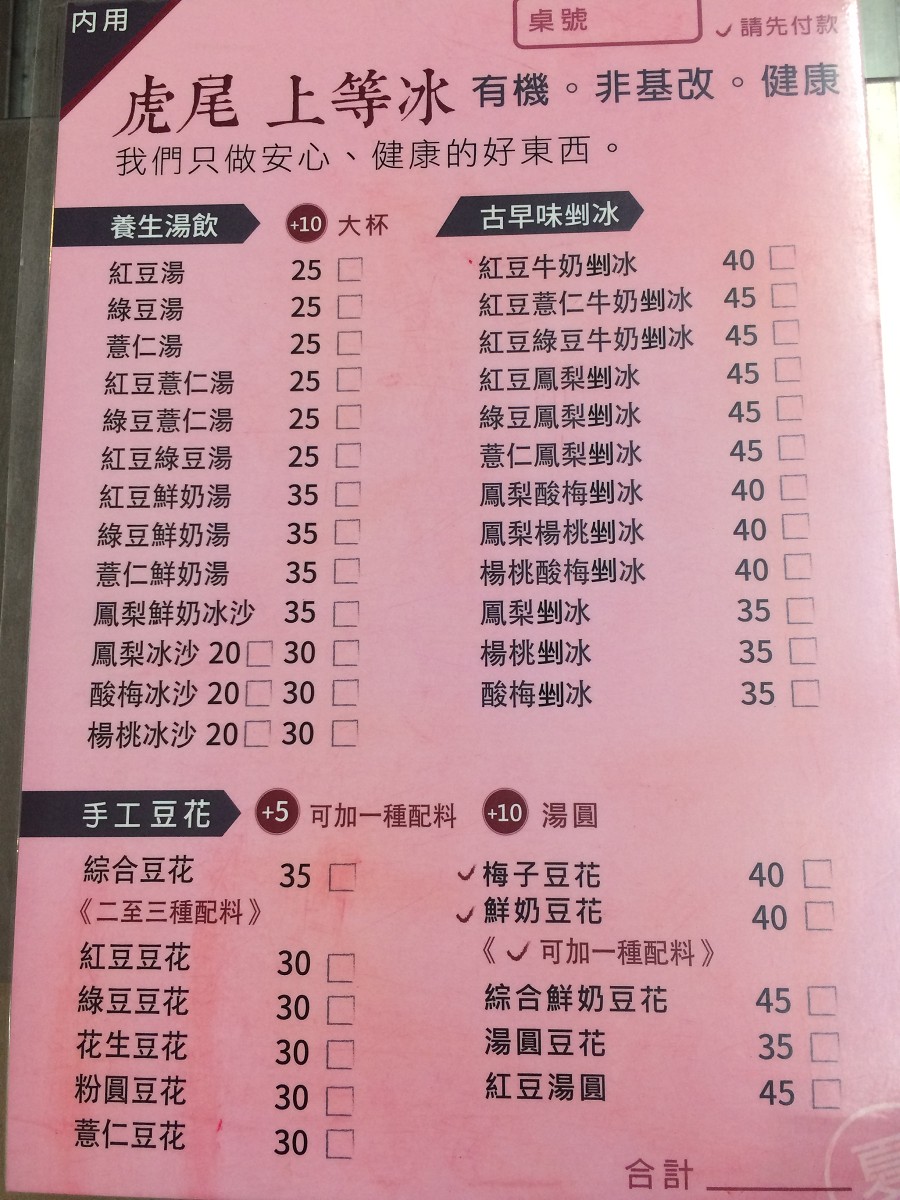 内用
桌號
✓請先付款
虎尾 上等冰 有機。非基改。健康
我們只做安心、健康的好東西。
養生湯飲 +10 大杯
紅豆湯 25 □
綠豆湯 25 □
薏仁湯 25 □
紅豆薏仁湯 25 □
綠豆薏仁湯 25 □
紅豆綠豆湯 25 □
紅豆鮮奶湯 35 □
綠豆鮮奶湯 35 □
薏仁鮮奶湯 35 □
鳳梨鮮奶冰沙 35 □
鳳梨冰沙 20□ 30 □
酸梅冰沙 20□ 30 □
楊桃冰沙 20□ 30 □
古早味剉冰
紅豆牛奶剉冰 40 □
紅豆薏仁牛奶剉冰 45 □
紅豆綠豆牛奶剉冰 45 □
紅豆鳳梨剉冰 45 □
綠豆鳳梨剉冰 45 □
薏仁鳳梨剉冰 45 □
鳳梨酸梅剉冰 40 □
鳳梨楊桃剉冰 40 □
楊桃酸梅剉冰 40 □
鳳梨剉冰 35 □
楊桃剉冰 35 □
酸梅剉冰 35 □
手工豆花 +5 可加一種配料 +10 湯圓
綜合豆花 35 □
《二至三種配料》
紅豆豆花 30 □
綠豆豆花 30 □
花生豆花 30 □
粉圓豆花 30 □
薏仁豆花 30 □
✓梅子豆花 40 □
✓鮮奶豆花 40 □
《✓可加一種配料》
綜合鮮奶豆花 45 □
湯圓豆花 35 □
紅豆湯圓 45 □
合計